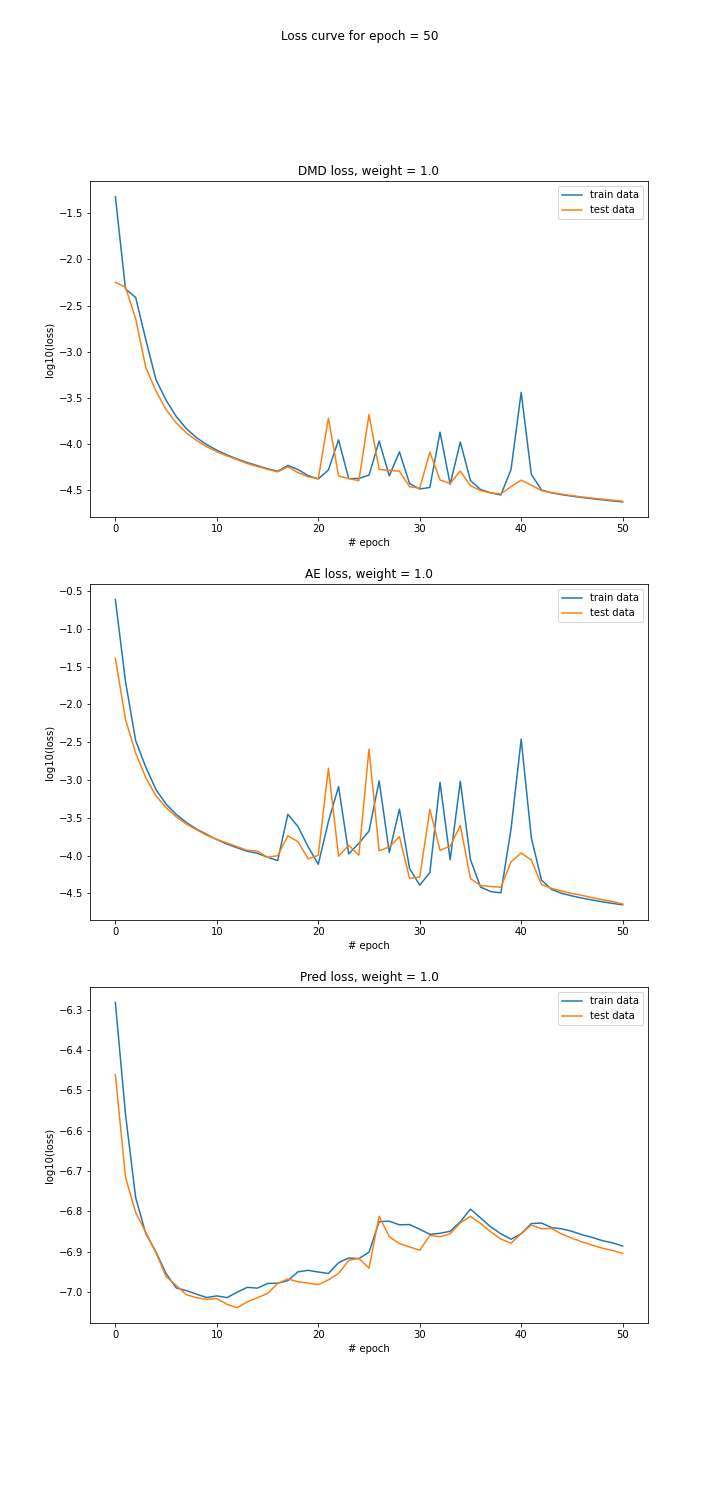 Loss curve for epoch = 50
DMD loss, weight = 1.0
train data
test data
−1.5
−2.0
−2.5
−3.0
−3.5
−4.0
−4.5
log10(loss)
0
10
20
30
40
50
# epoch
AE loss, weight = 1.0
train data
test data
−0.5
−1.0
−1.5
−2.0
−2.5
−3.0
−3.5
−4.0
−4.5
log10(loss)
0
10
20
30
40
50
# epoch
Pred loss, weight = 1.0
train data
test data
−6.3
−6.4
−6.5
−6.6
−6.7
−6.8
−6.9
−7.0
log10(loss)
0
10
20
30
40
50
# epoch